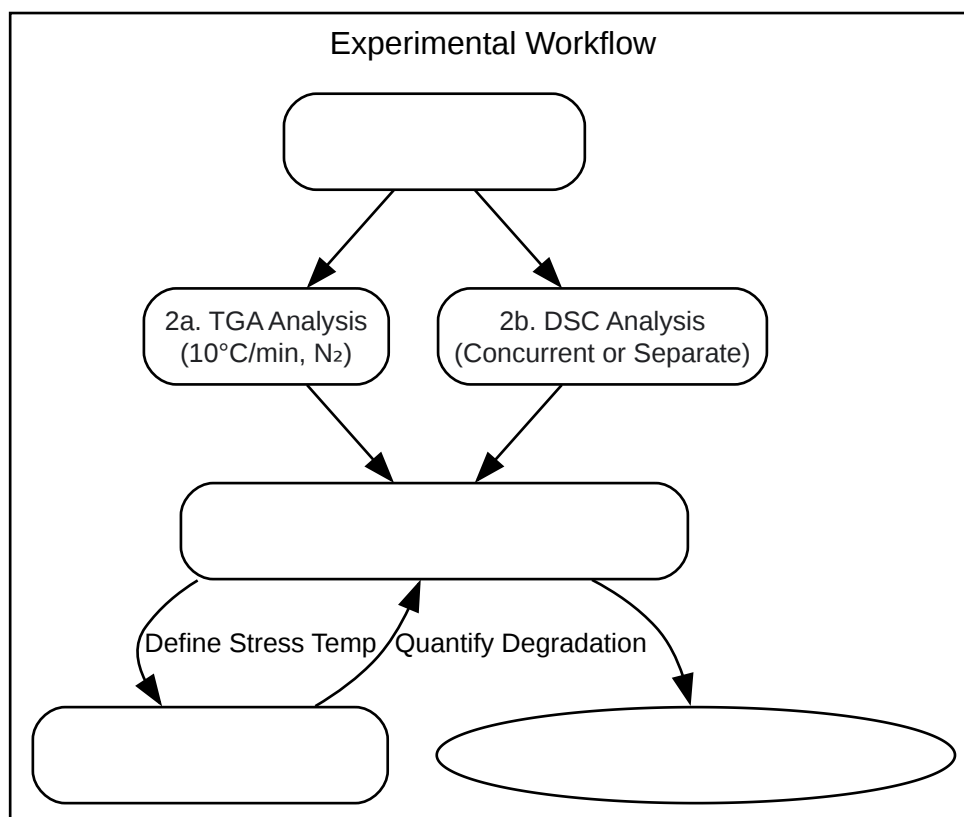 Experimental Workflow
2a. TGA Analysis
(10°C/min, N₂)
2b. DSC Analysis
(Concurrent or Separate)
Define Stress Temp
Quantify Degradation